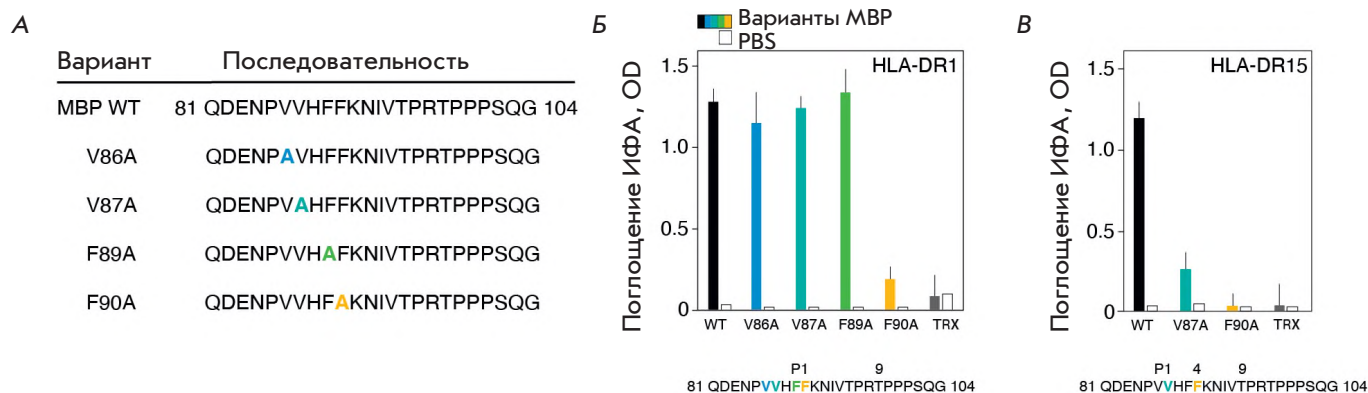 А
Вариант Последовательность
MBP WT 81 QDENPVVHFFKNIVTPRTPPPSQG 104
V86A QDENPAVHFFKNIVTPRTPPPSQG
V87A QDENPVAHFFKNIVTPRTPPPSQG
F89A QDENPVVHAFKNIVTPRTPPPSQG
F90A QDENPVVHFAKNIVTPRTPPPSQG
Б
Варианты MBP
PBS
HLA-DR1
Поглощение ИфА, OD
1.5
1.0
0.5
0
WT V86A V87A F89A F90A TRX
P1 9
81 QDENPVVHFFKNIVTPRTPPPSQG 104
В
HLA-DR15
Поглощение ИфА, OD
1.5
1.0
0.5
0
WT V87A F90A TRX
P1 4 9
81 QDENPVVHFFKNIVTPRTPPPSQG 104